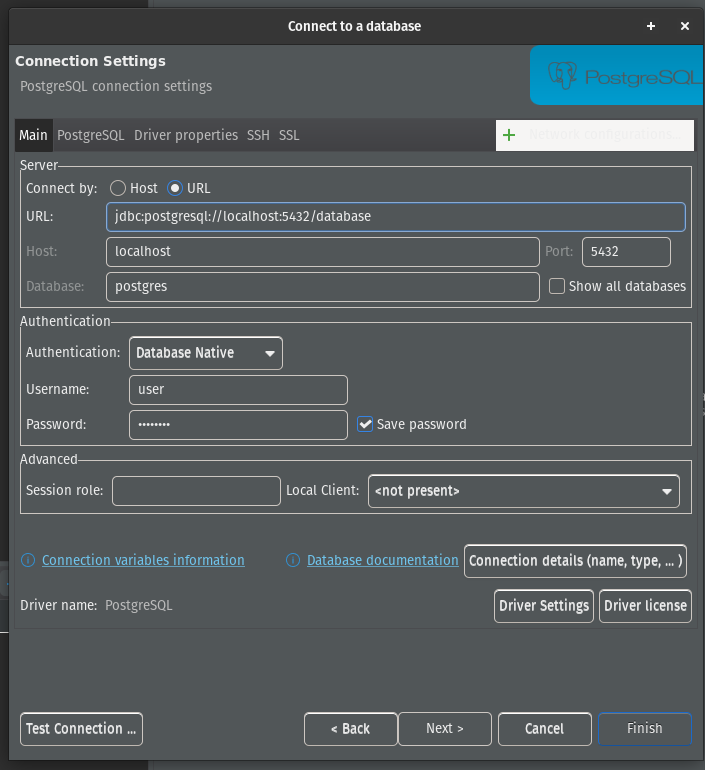 Connect to a database
Connection Settings
PostgreSQL connection settings
PostgreSQL
Main PostgreSQL Driver properties SSH SSL
Network configurations...
Server
Connect by: Host URL
URL: jdbc:postgresql://localhost:5432/database
Host: localhost Port: 5432
Database: postgres Show all databases
Authentication
Authentication: Database Native
Username: user
Password: •••••••• Save password
Advanced
Session role: Local Client: <not present>
Connection variables information Database documentation Connection details (name, type, ... )
Driver name: PostgreSQL Driver Settings Driver license
Test Connection ... < Back Next > Cancel Finish